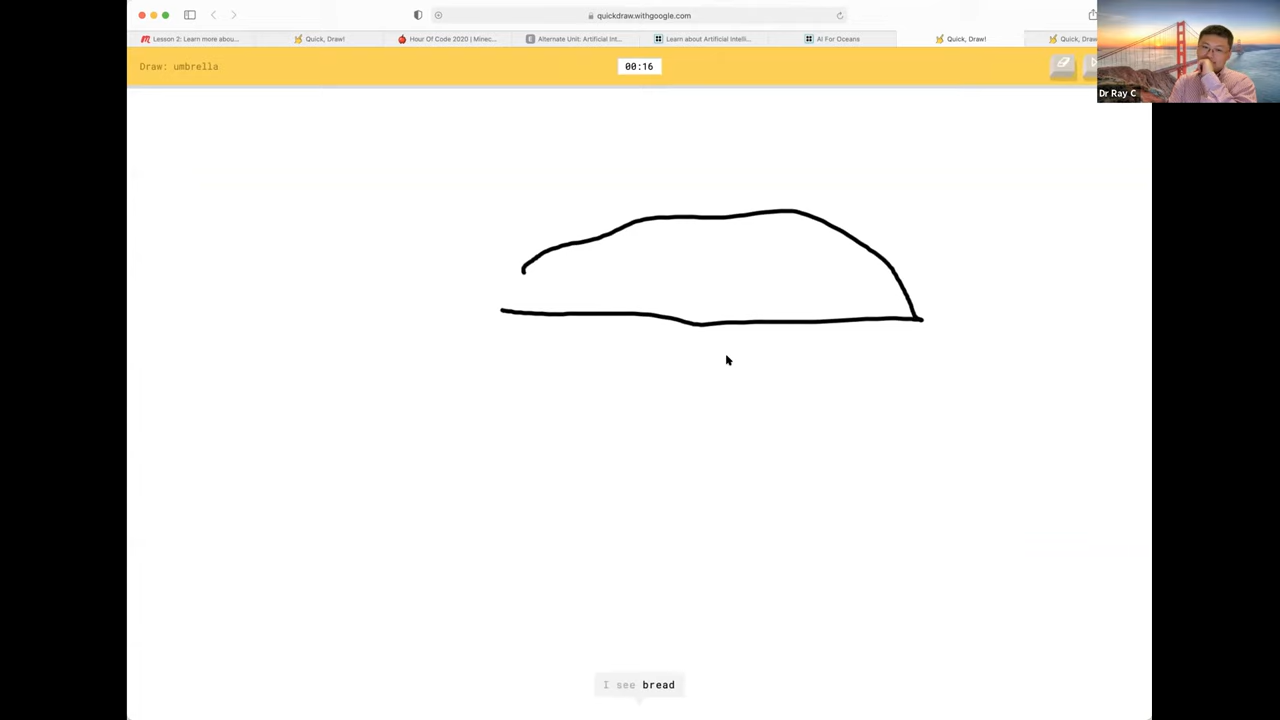 quickdraw.withgoogle.com
Lesson 2: Learn more abou...
Quick, Draw!
Hour Of Code 2020 | Minec...
Alternate Unit: Artificial Int...
Learn about Artificial Intelli...
AI For Oceans
Quick, Draw!
Quick, Draw
Draw: umbrella
00:16
Dr Ray C
I see bread